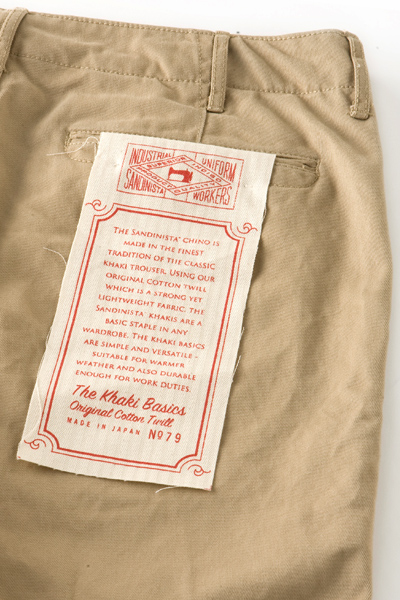 INDUSTRIAL UNIFORM
SUPERIOR INDIGO
QUALITY
SANDINISTA WORKERS
THE SANDINISTA® CHINO IS
MADE IN THE FINEST
TRADITION OF THE CLASSIC
KHAKI TROUSER. USING OUR
ORIGINAL COTTON TWILL
WHICH IS A STRONG YET
LIGHTWEIGHT FABRIC. THE
SANDINISTA® KHAKIS ARE A
BASIC STAPLE IN ANY
WARDROBE. THE KHAKI BASICS
ARE SIMPLE AND VERSATILE -
SUITABLE FOR WARMER
WEATHER AND ALSO DURABLE
ENOUGH FOR WORK DUTIES.
The Khaki Basics
Original Cotton Twill
MADE IN JAPAN No79